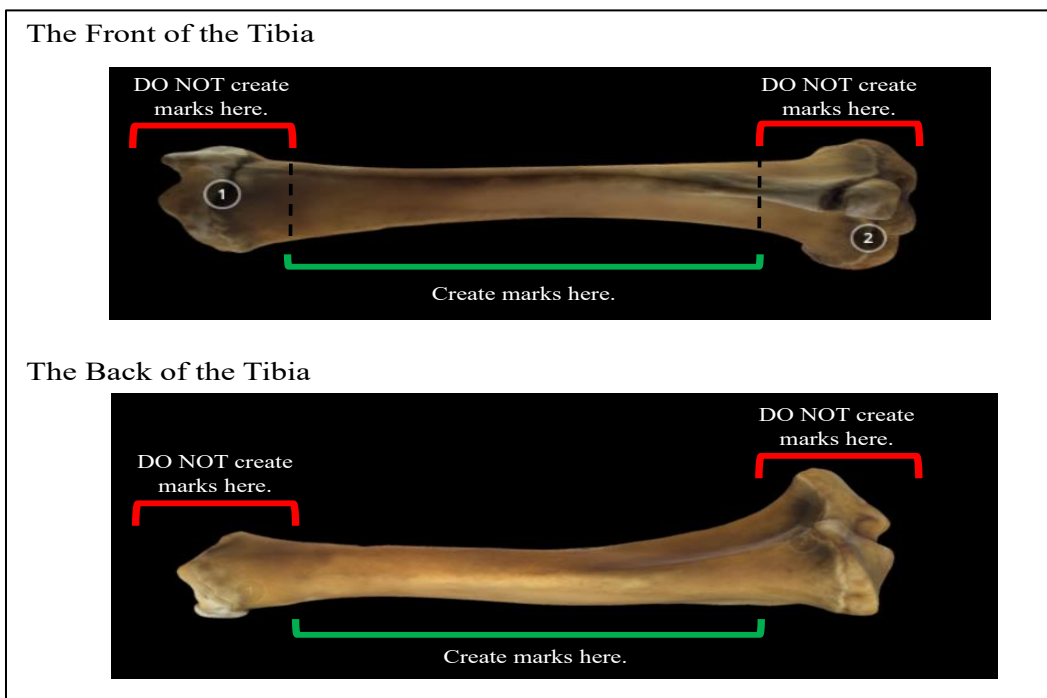 The Front of the Tibia
DO NOT create
marks here.
DO NOT create
marks here.
1
2
Create marks here.
The Back of the Tibia
DO NOT create
marks here.
DO NOT create
marks here.
Create marks here.